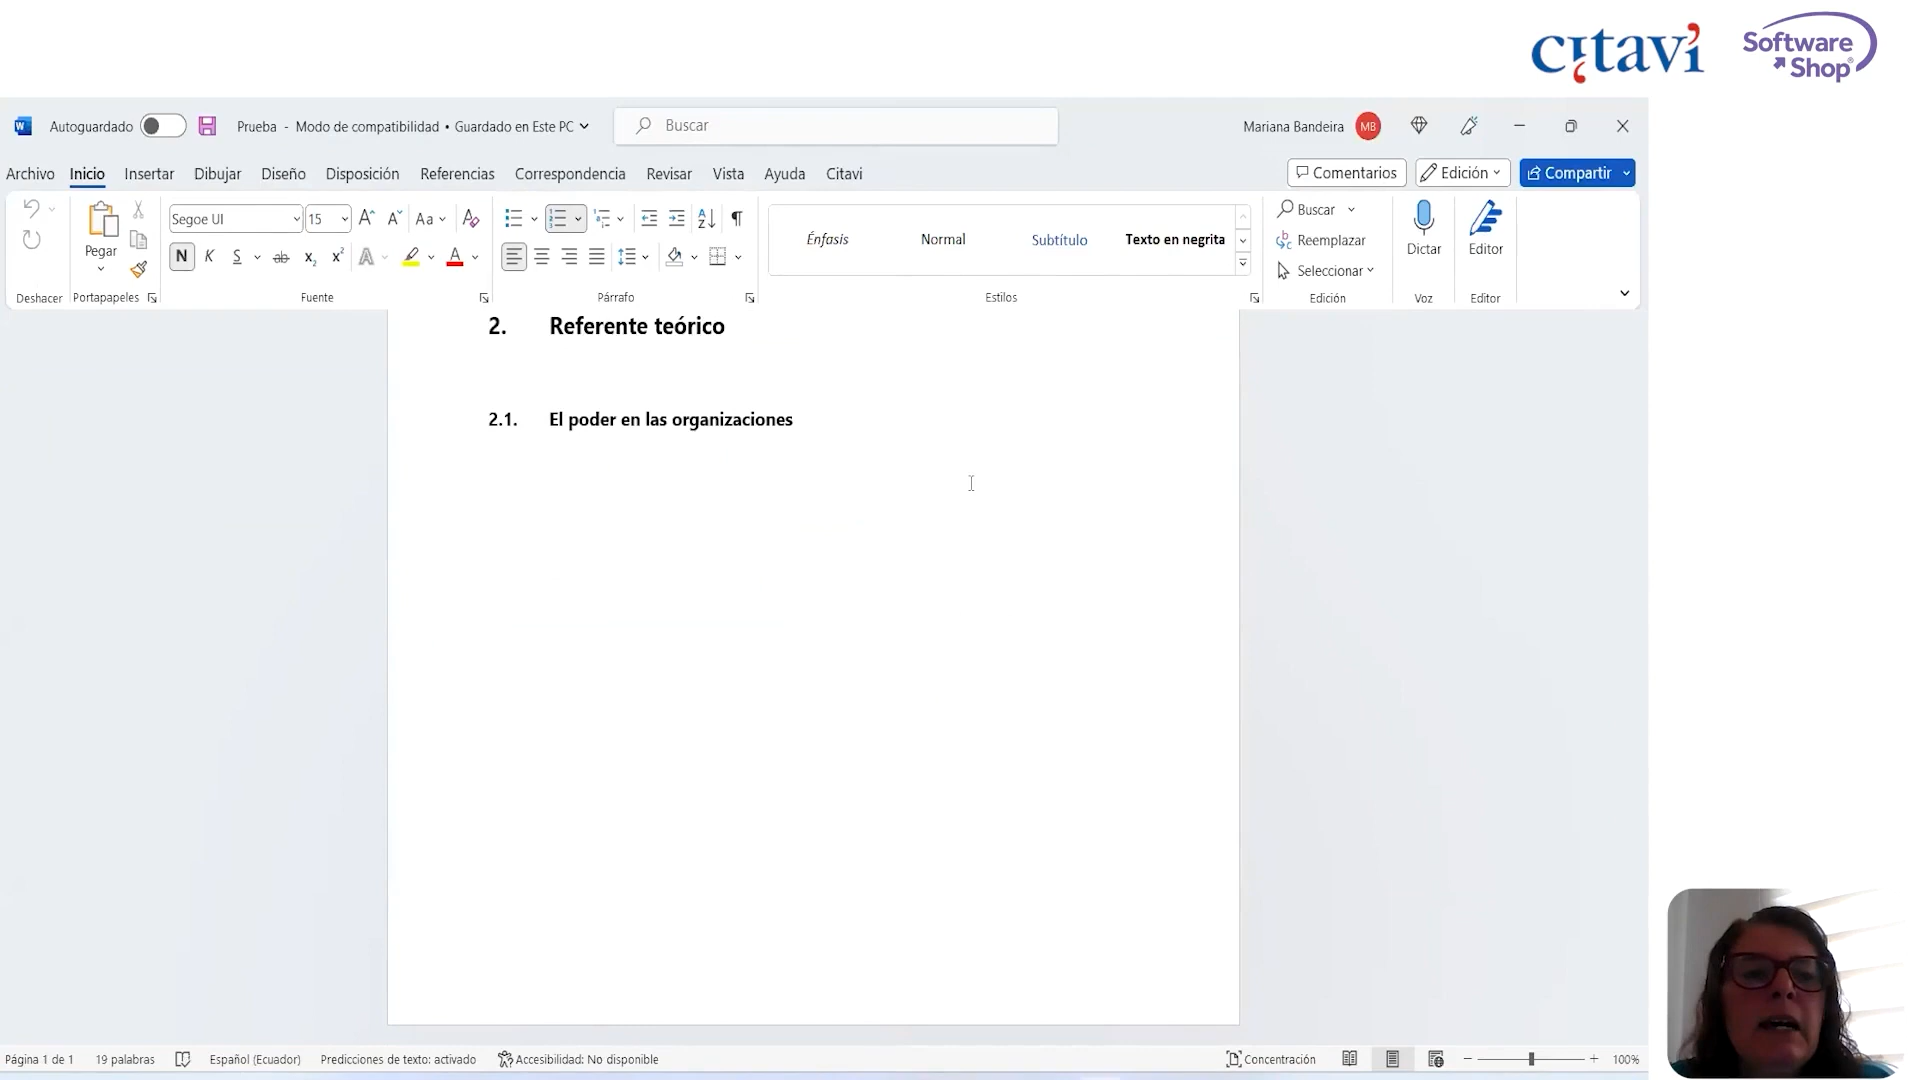 citavi
Software Shop
Autoguardado Prueba - Modo de compatibilidad • Guardado en Este PC Buscar Mariana Bandeira MB
Archivo Inicio Insertar Dibujar Diseño Disposición Referencias Correspondencia Revisar Vista Ayuda Citavi Comentarios Edición Compartir
Pegar Segoe UI 15 Aa Énfasis Normal Subtítulo Texto en negrita Buscar Reemplazar Seleccionar Dictar Editor
N K S ab x₂ x² A A
Deshacer Portapapeles Fuente Párrafo Estilos Edición Voz Editor
2. Referente teórico
2.1. El poder en las organizaciones
Página 1 de 1 19 palabras Español (Ecuador) Predicciones de texto: activado Accesibilidad: No disponible Concentración 100%